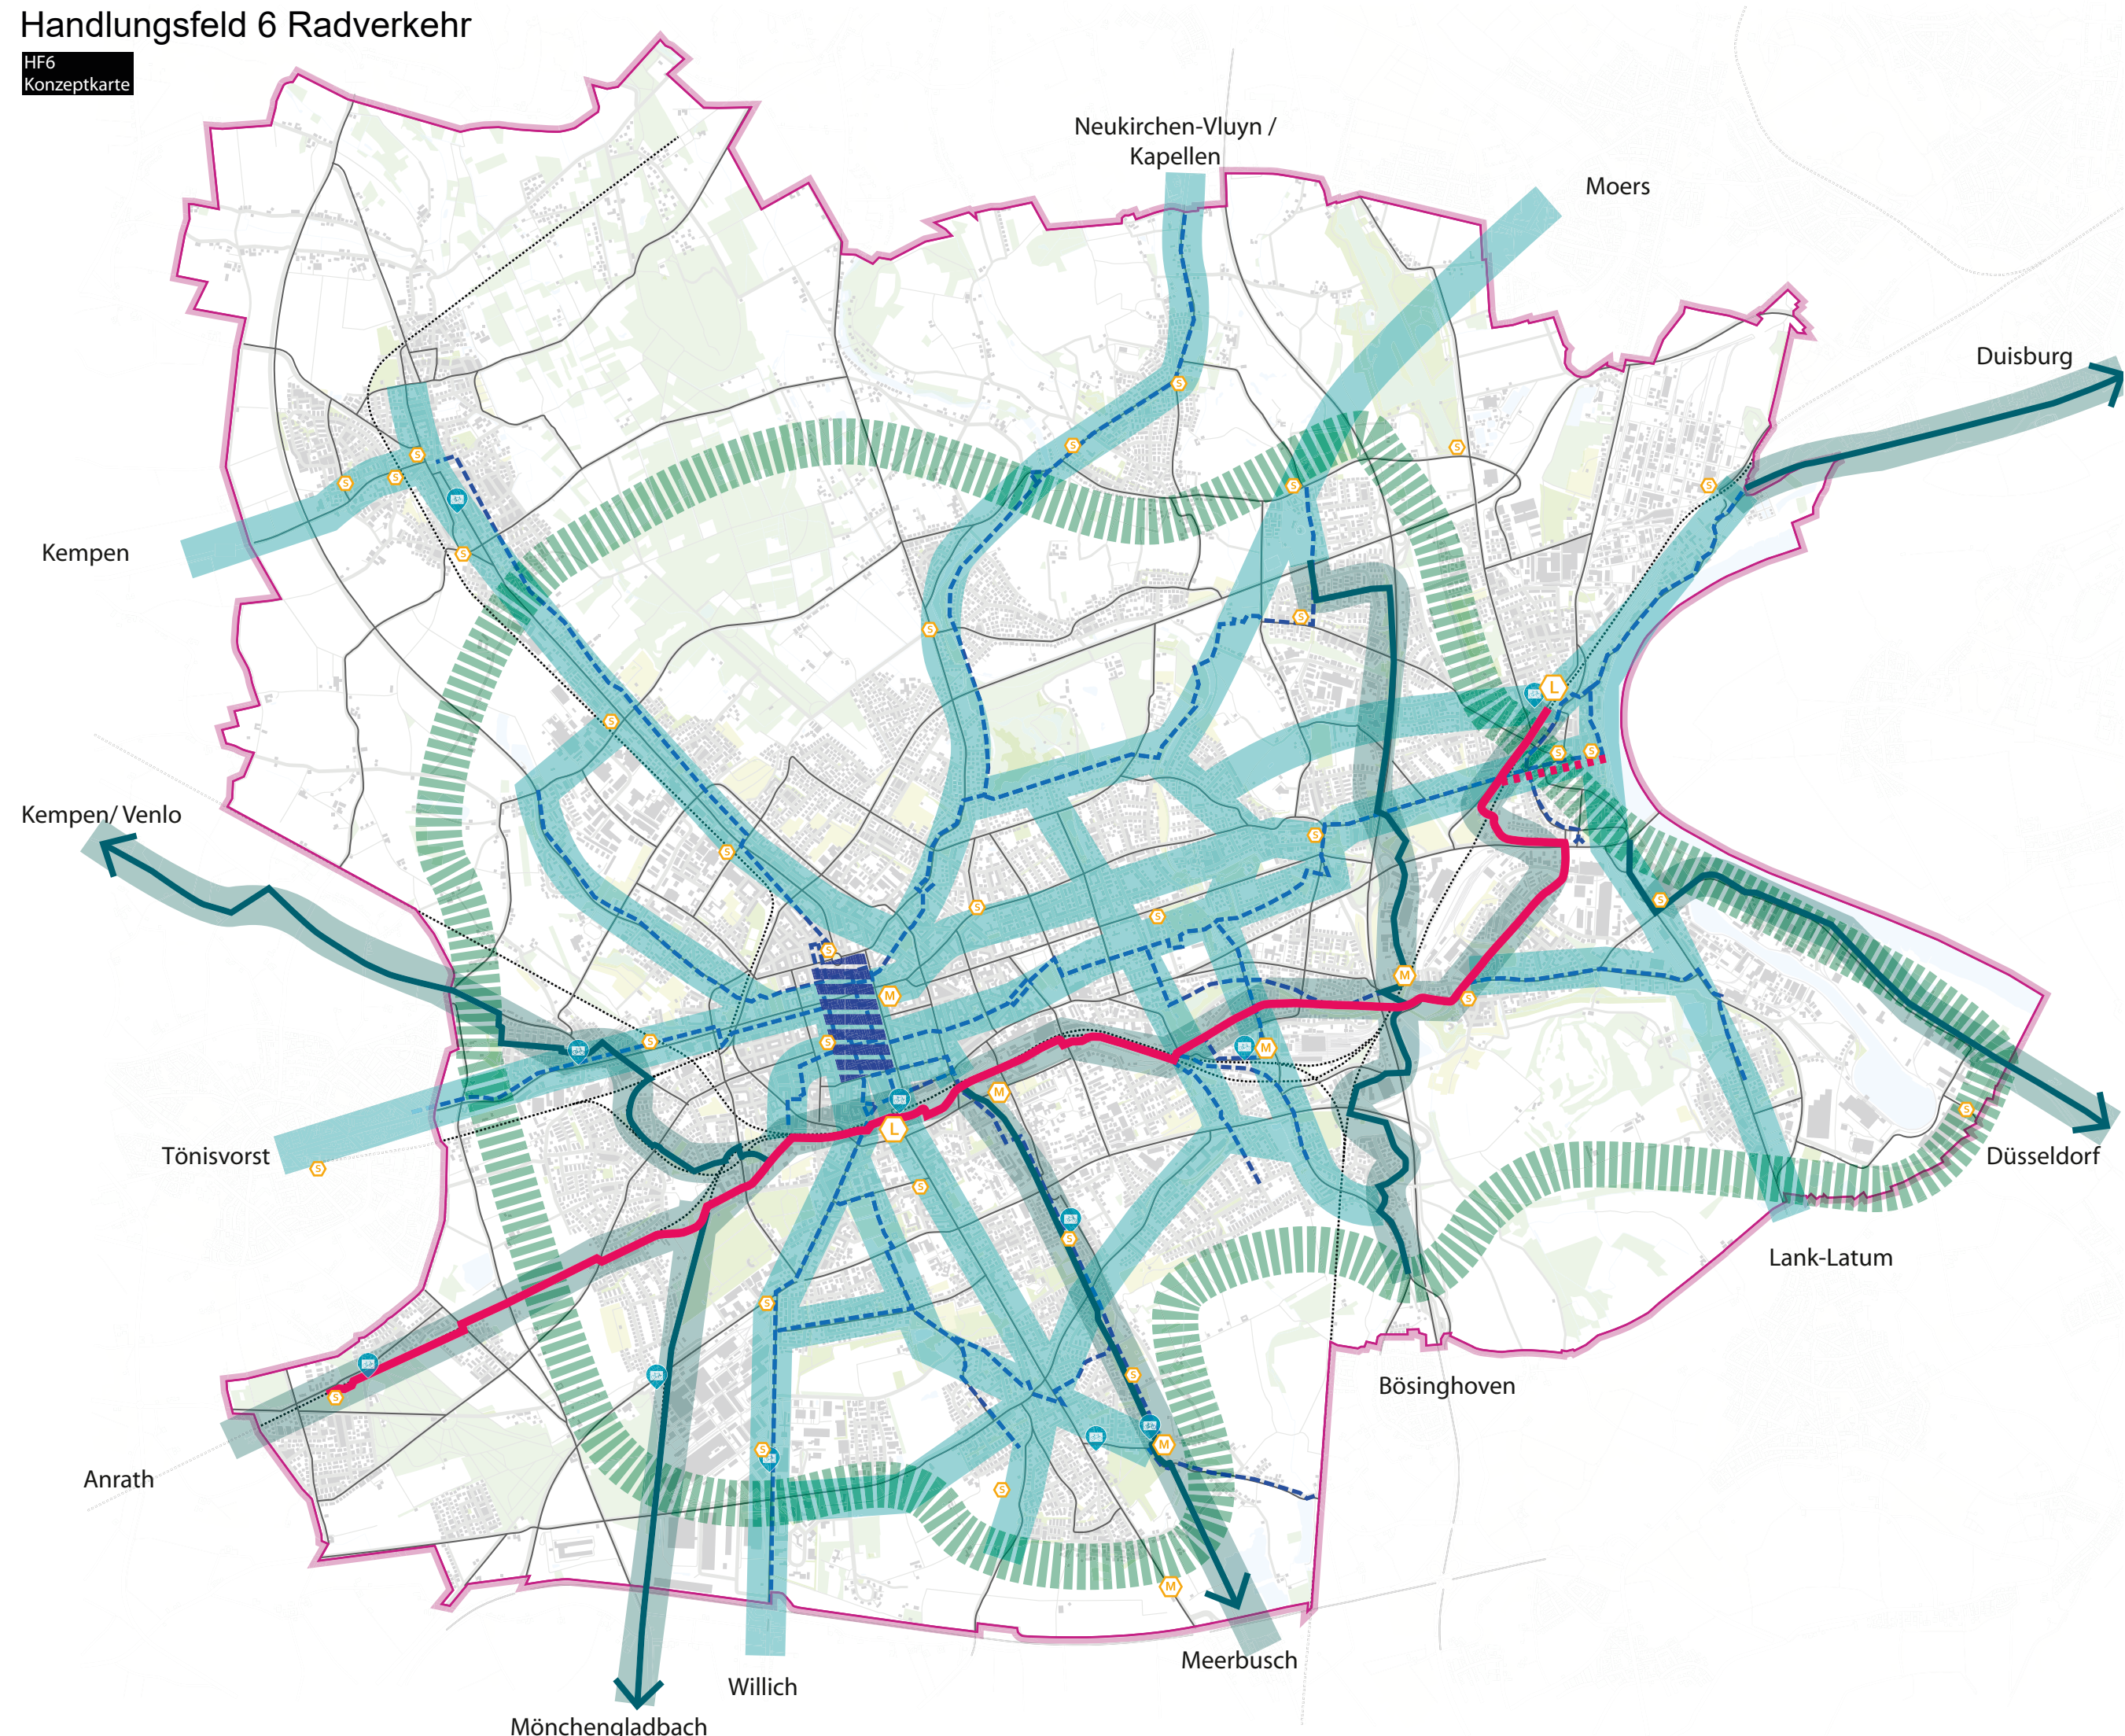 Handlungsfeld 6 Radverkehr
HF6
Konzeptkarte
Neukirchen-Vluyn /
Kapellen
Moers
Duisburg
Kempen
Kempen/ Venlo
Tönisvorst
Düsseldorf
Lank-Latum
Bösinghoven
Anrath
Meerbusch
Willich
Mönchengladbach
S
S
S
S
S
S
S
S
S
S
S
L
S
S
S
S
S
S
S
S
M
M
S
S
S
M
M
L
S
S
S
S
S
S
S
M
S
M